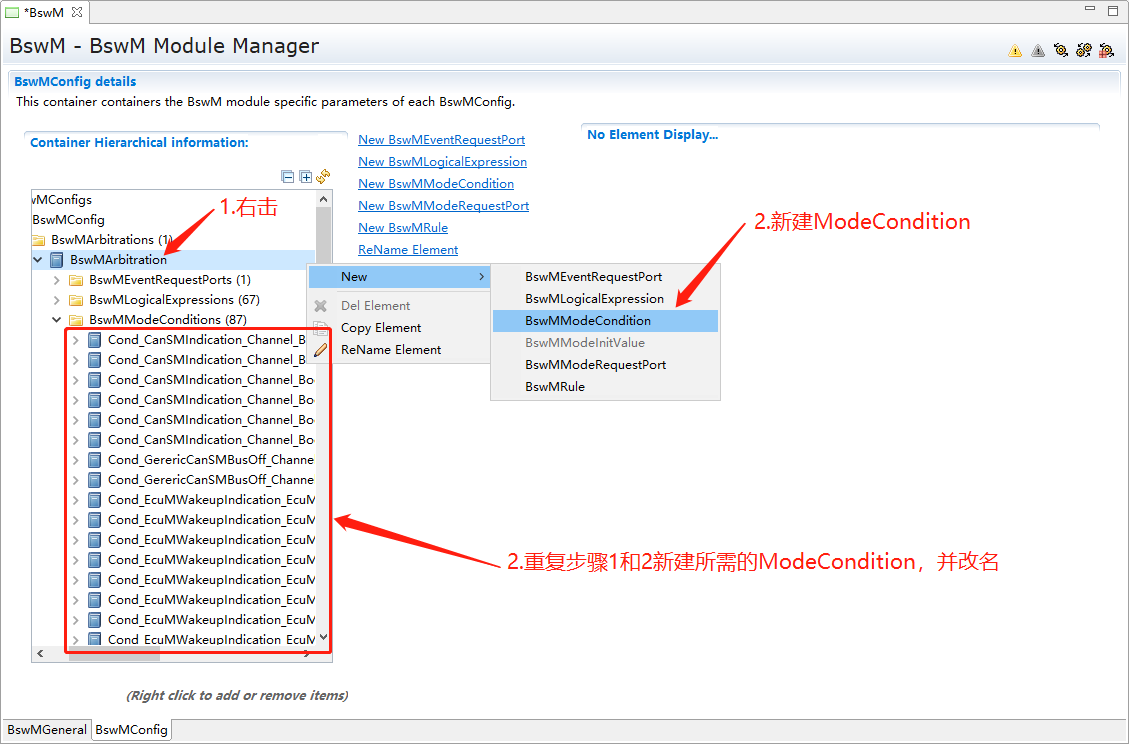 *BswM
BswM - BswM Module Manager
BswMConfig details
This container containers the BswM module specific parameters of each BswMConfig.
Container Hierarchical information:
vMConfigs
BswMConfig
BswMArbitrations (1)
BswMArbitration
BswMEventRequestPorts (1)
BswMLogicalExpressions (67)
BswMModeConditions (87)
Cond_CanSMIndication_Channel_B
Cond_CanSMIndication_Channel_B
Cond_CanSMIndication_Channel_Bo
Cond_CanSMIndication_Channel_Bo
Cond_CanSMIndication_Channel_Bo
Cond_CanSMIndication_Channel_Bo
Cond_GerericCanSMBusOff_Channe
Cond_GerericCanSMBusOff_Channe
Cond_EcuMWakeupIndication_EcuM
Cond_EcuMWakeupIndication_EcuM
Cond_EcuMWakeupIndication_EcuM
Cond_EcuMWakeupIndication_EcuM
Cond_EcuMWakeupIndication_EcuM
Cond_EcuMWakeupIndication_EcuM
Cond_EcuMWakeupIndication_EcuM
Cond_EcuMWakeupIndication_EcuM
1.右击
New BswMEventRequestPort
New BswMLogicalExpression
New BswMModeCondition
New BswMModeRequestPort
New BswMRule
ReName Element
No Element Display...
New
Del Element
Copy Element
ReName Element
BswMEventRequestPort
BswMLogicalExpression
BswMModeCondition
BswMModeInitValue
BswMModeRequestPort
BswMRule
2.新建ModeCondition
2.重复步骤1和2新建所需的ModeCondition，并改名
(Right click to add or remove items)
BswMGeneral
BswMConfig